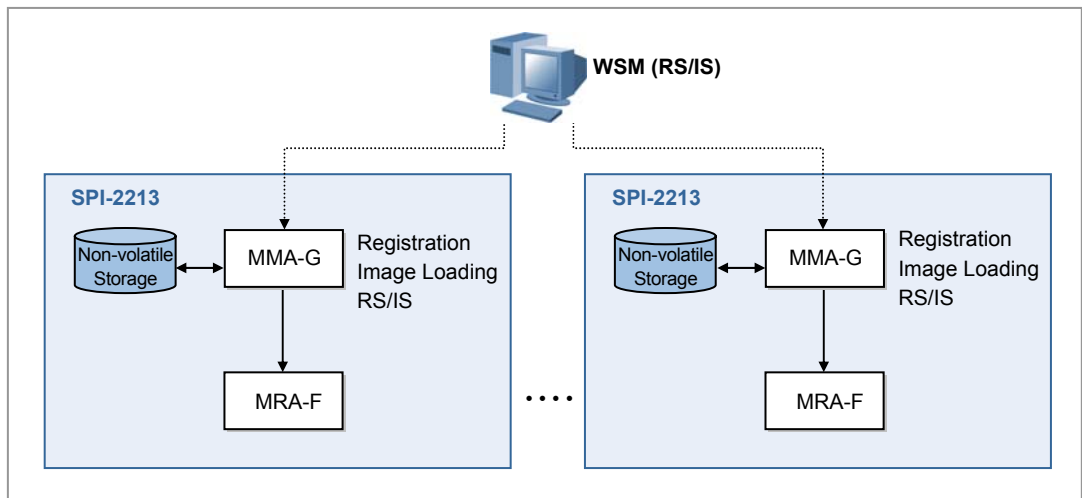 WSM (RS/IS)
SPI-2213
Non-volatile
Storage
MMA-G
Registration
Image Loading
RS/IS
MRA-F
....
SPI-2213
Non-volatile
Storage
MMA-G
Registration
Image Loading
RS/IS
MRA-F